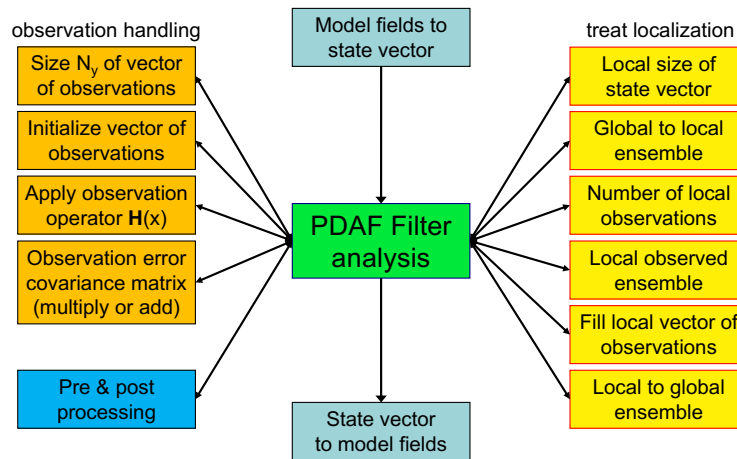 observation handling
Size Ny of vector
of observations
Initialize vector of
observations
Apply observation
operator H(x)
Observation error
covariance matrix
(multiply or add)
Pre & post
processing
Model fields to
state vector
PDAF Filter
analysis
State vector
to model fields
treat localization
Local size of
state vector
Global to local
ensemble
Number of local
observations
Local observed
ensemble
Fill local vector of
observations
Local to global
ensemble